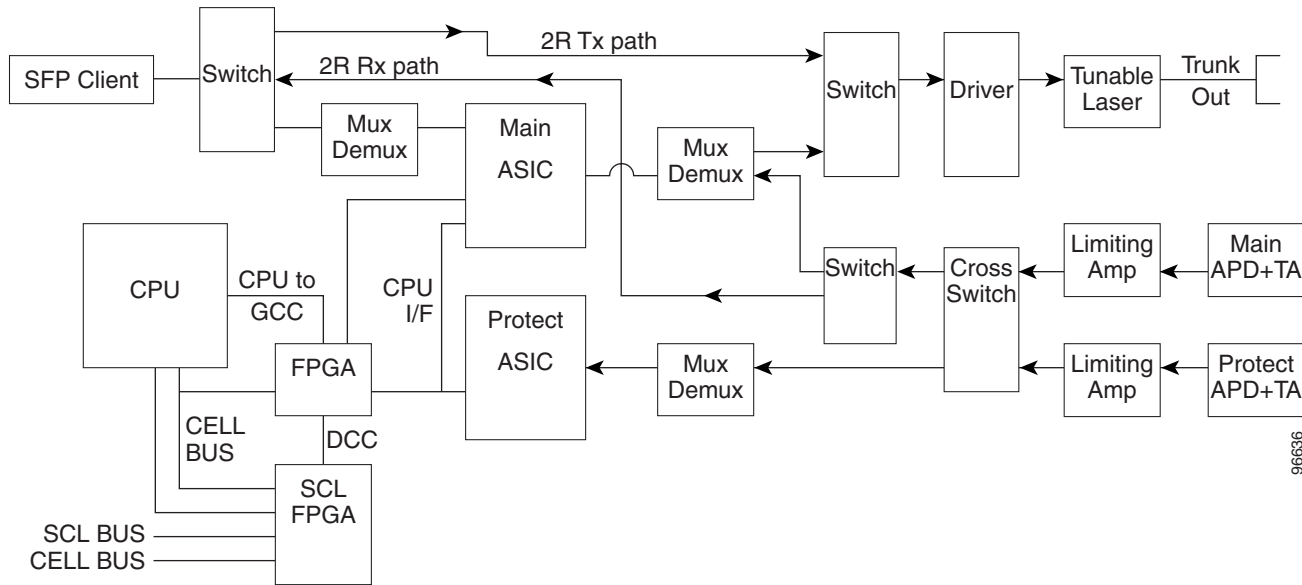 2R Tx path
SFP Client
Switch
2R Rx path
Switch
Driver
Tunable
Laser
Trunk
Out
Mux
Demux
Main
ASIC
Mux
Demux
CPU
CPU to
GCC
CPU
I/F
Switch
Cross
Switch
Limiting
Amp
Main
APD+TA
Protect
ASIC
FPGA
Mux
Demux
Limiting
Amp
Protect
APD+TA
CELL
BUS
DCC
SCL
FPGA
SCL BUS
CELL BUS
96636